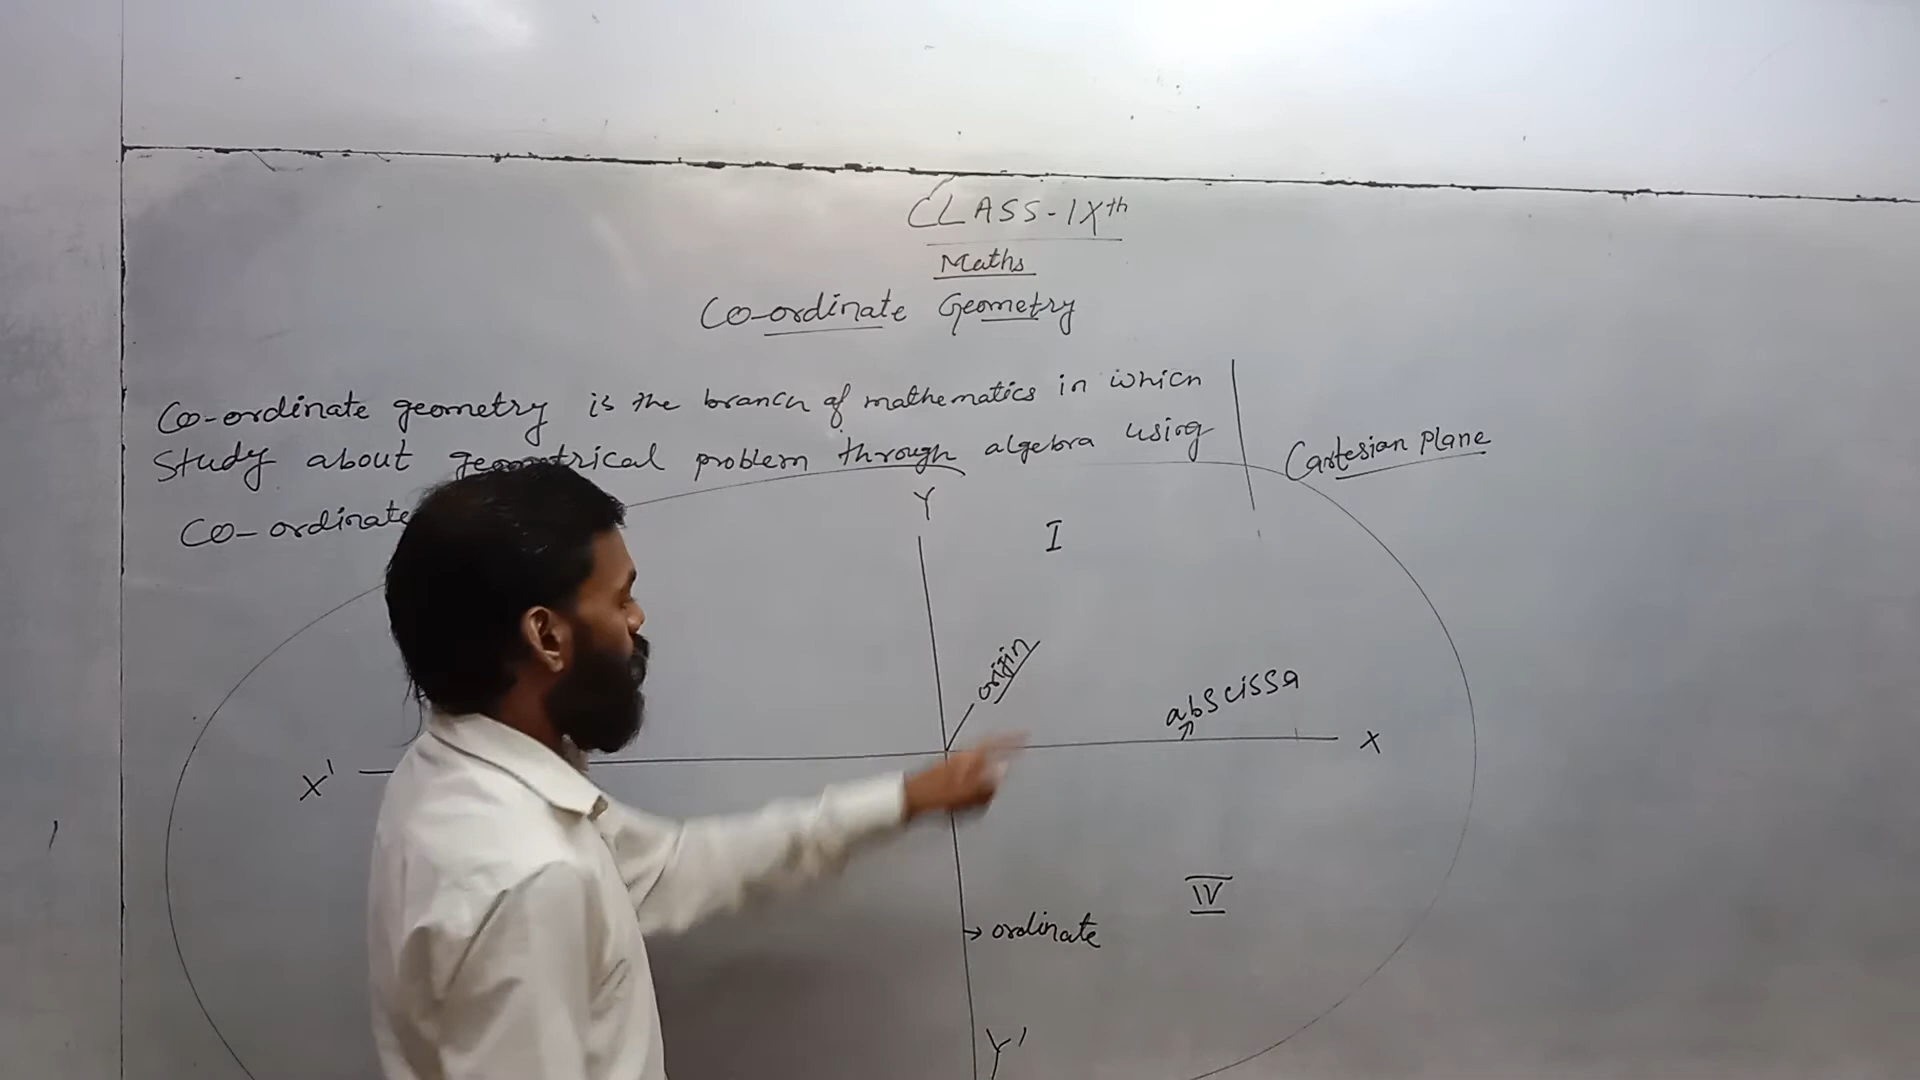 CLASS-IXth
Maths
Co-ordinate Geometry
Co-ordinate geometry is the branch of mathematics in which
Study about geometrical problem through algebra using
Co-ordinate
Cartesian Plane
Y
I
origin
abscissa
X' X
IV
ordinate
Y'